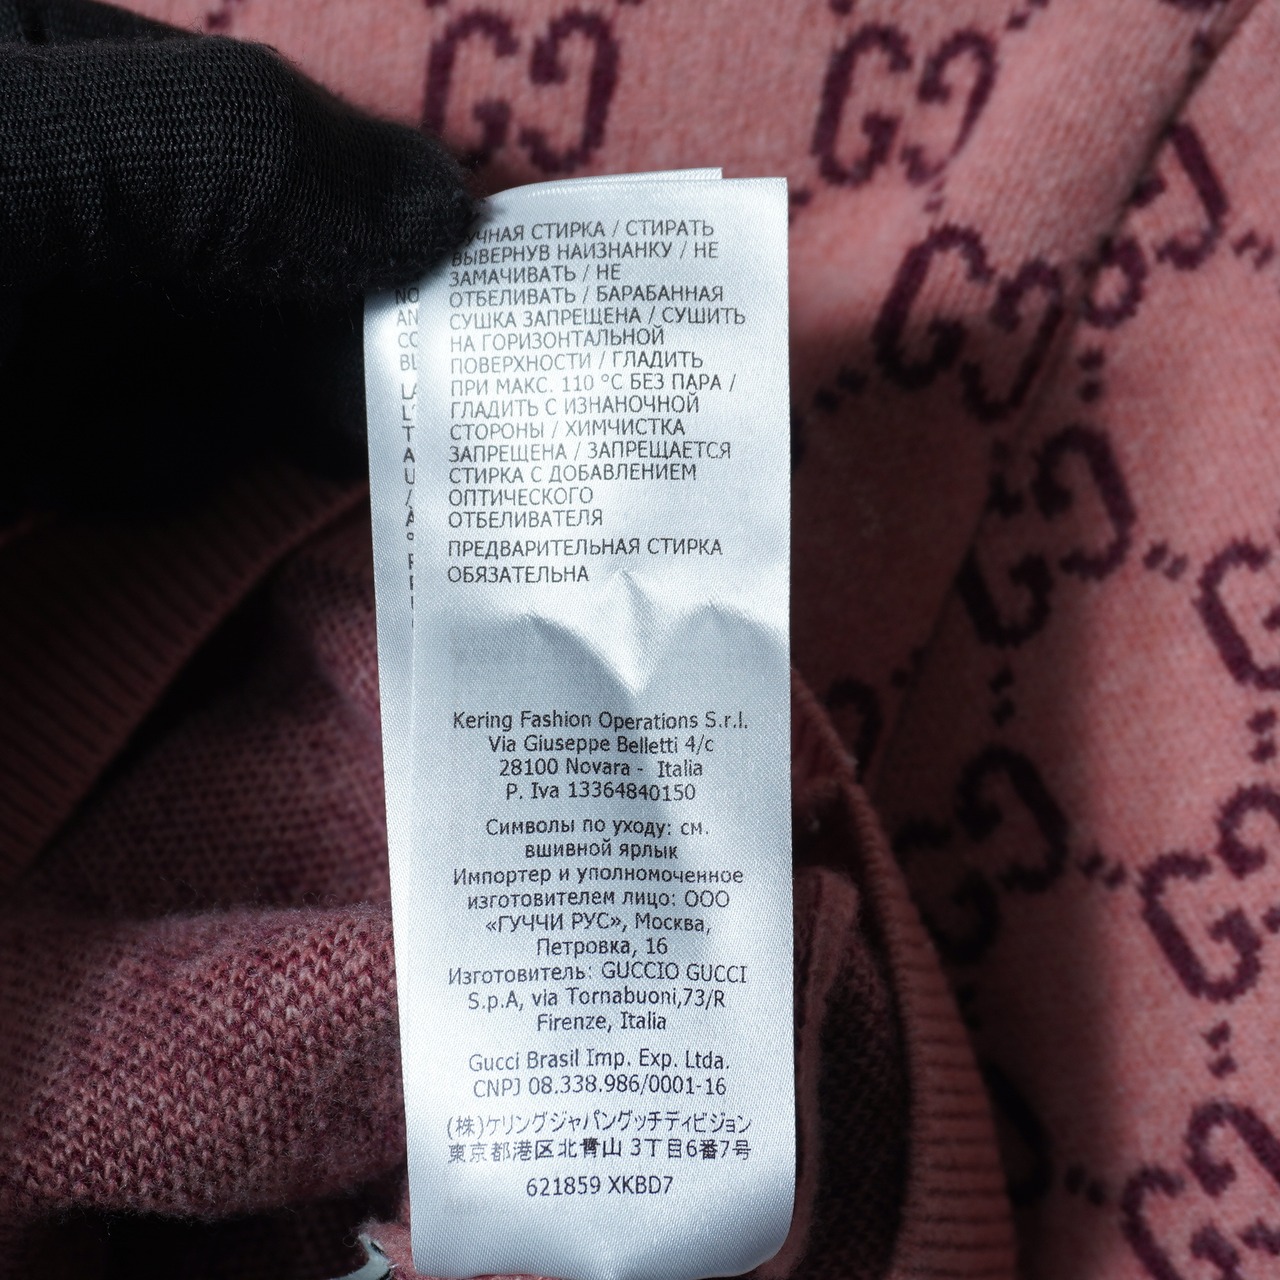 СТИРКА / СТИРАТЬ
ВЫВЕРНУВ НАИЗНАНКУ / НЕ
ЗАМАЧИВАТЬ / НЕ
ОТБЕЛИВАТЬ / БАРАБАННАЯ
СУШКА ЗАПРЕЩЕНА / СУШИТЬ
НА ГОРИЗОНТАЛЬНОЙ
ПОВЕРХНОСТИ / ГЛАДИТЬ
ПРИ МАКС. 110 °C БЕЗ ПАРА /
ГЛАДИТЬ С ИЗНАНОЧНОЙ
СТОРОНЫ / ХИМЧИСТКА
ЗАПРЕЩЕНА / ЗАПРЕЩАЕТСЯ
СТИРКА С ДОБАВЛЕНИЕМ
ОПТИЧЕСКОГО
ОТБЕЛИВАТЕЛЯ
ПРЕДВАРИТЕЛЬНАЯ СТИРКА
ОБЯЗАТЕЛЬНА
Kering Fashion Operations S.r.l.
Via Giuseppe Belletti 4/c
28100 Novara - Italia
P. Iva 13364840150
Символы по уходу: см.
вшивной ярлык
Импортер и уполномоченное
изготовителем лицо: ООО
«ГУЧЧИ РУС», Москва,
Петровка, 16
Изготовитель: GUCCIO GUCCI
S.p.A, via Tornabuoni,73/R
Firenze, Italia
Gucci Brasil Imp. Exp. Ltda.
CNPJ 08.338.986/0001-16
(株)ケリングジャパングッチディビジョン
東京都港区北青山 3丁目6番7号
621859 XKBD7